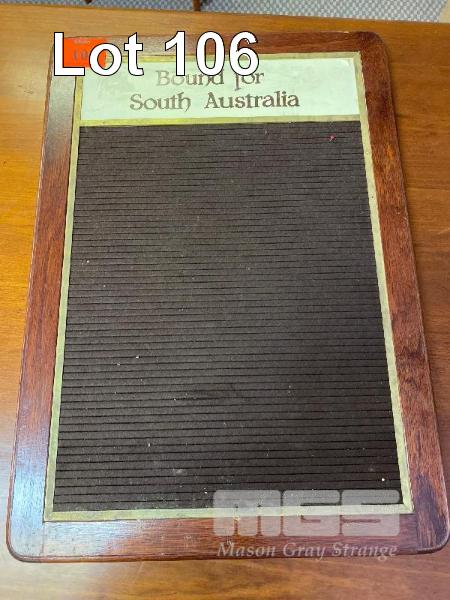 Lot 106
Bound for
South Australia
MGS
Mason Gray Strange